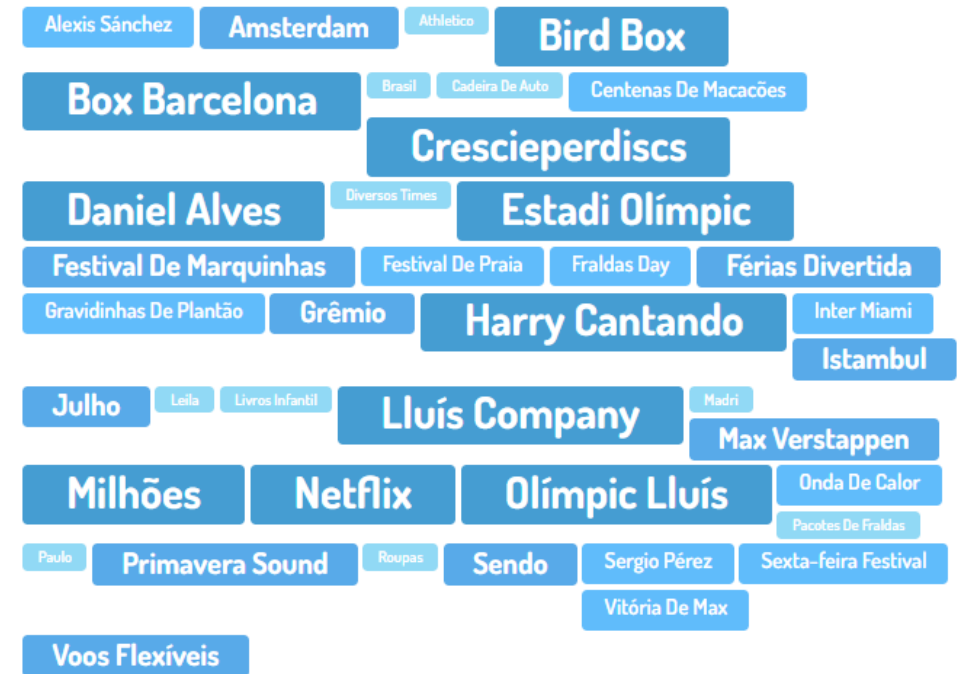 Alexis Sánchez Amsterdam Athletico Bird Box
Box Barcelona Brasil Cadeira De Auto Centenas De Macacões
Crescieperdiscs
Daniel Alves Diversos Times Estadi Olímpic
Festival De Marquinhas Festival De Praia Fraldas Day Férias Divertida
Gravidinhas De Plantão Grêmio Harry Cantando Inter Miami
Istambul
Julho Leila Livros Infantil Lluís Company Madri
Max Verstappen
Milhões Netflix Olímpic Lluís Onda De Calor
Pacotes De Fraldas
Paulo Primavera Sound Roupas Sendo Sergio Pérez Sexta-feira Festival
Vitória De Max
Voos Flexíveis